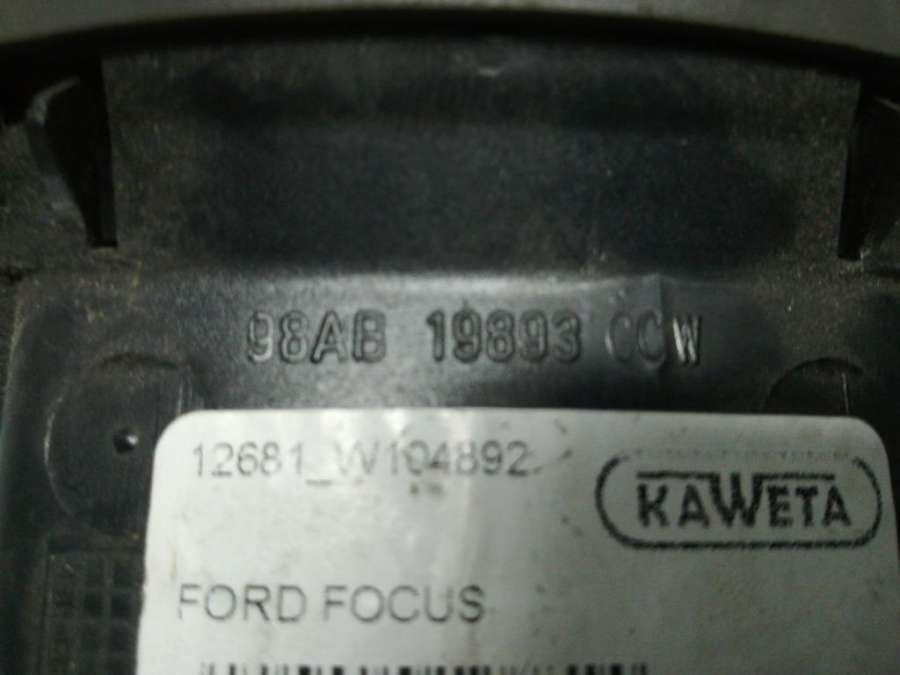 98AB 19893 CCW
12681_W104892
KAWETA
FORD FOCUS